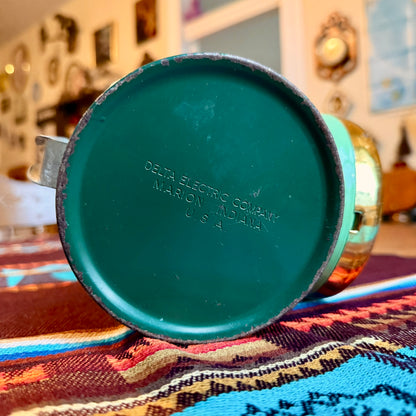 DELTA ELECTRIC COMPANY
MARION INDIANA
U S A